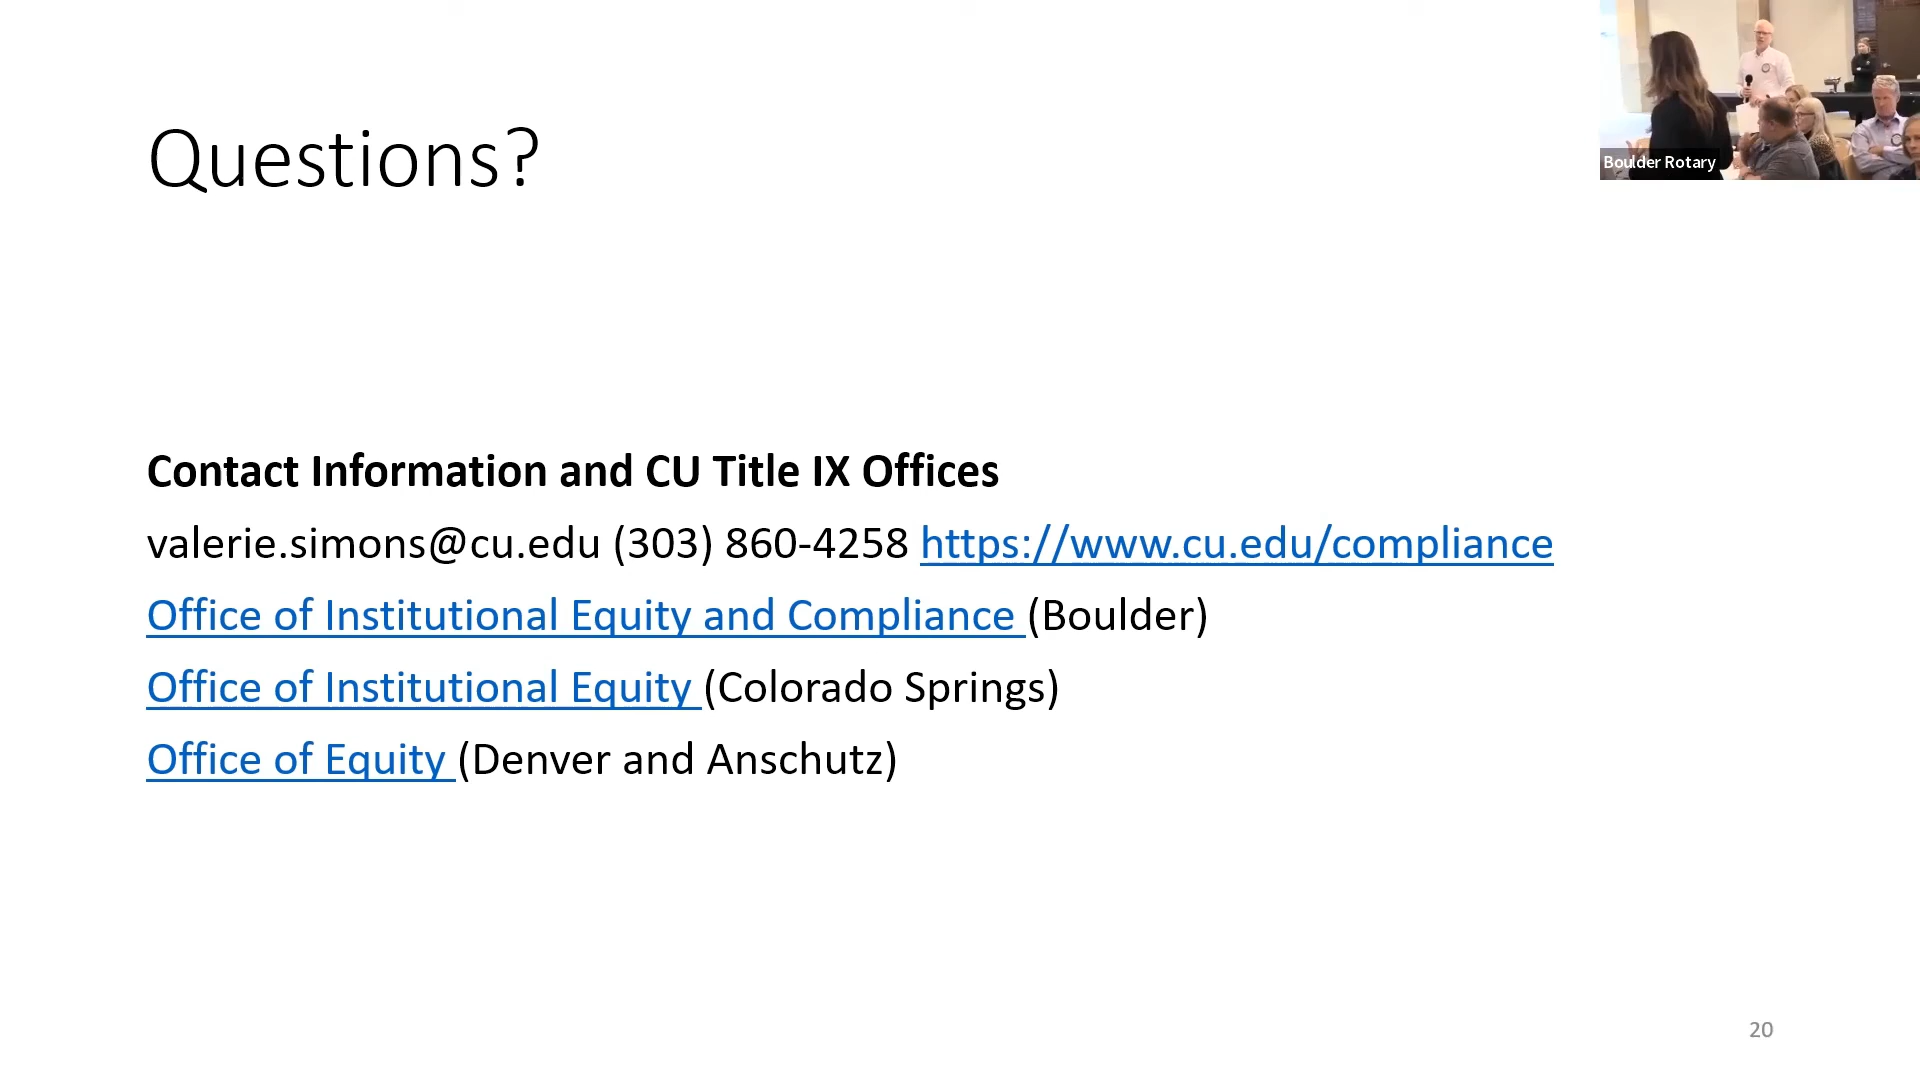 Questions?
Boulder Rotary
Contact Information and CU Title IX Offices
valerie.simons@cu.edu (303) 860-4258 https://www.cu.edu/compliance
Office of Institutional Equity and Compliance (Boulder)
Office of Institutional Equity (Colorado Springs)
Office of Equity (Denver and Anschutz)
20